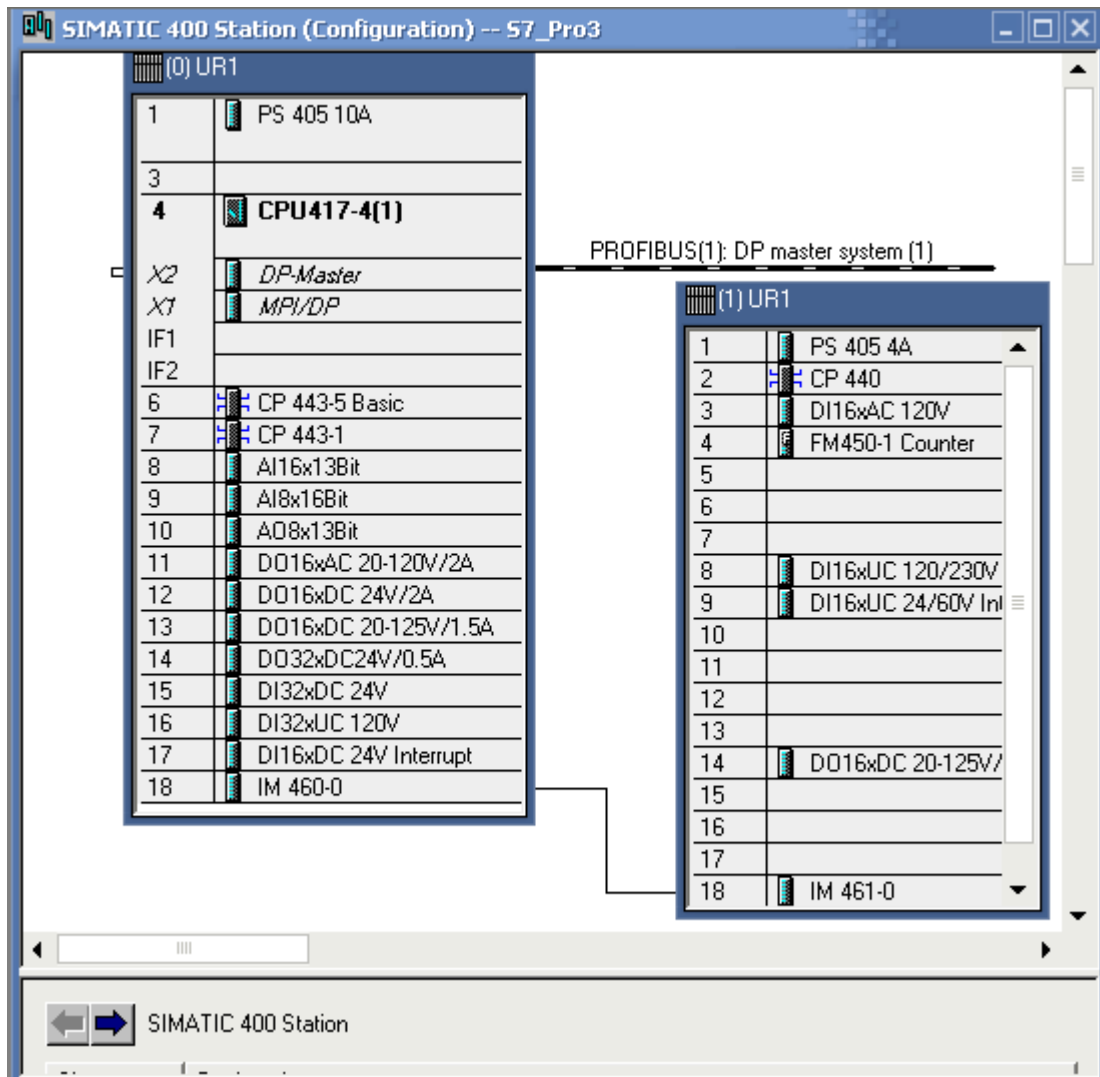 SIMATIC 400 Station (Configuration) -- S7_Pro3
(0) UR1
1 PS 405 10A
3
4 CPU417-4(1)
X2 DP-Master
X1 MPI/DP
IF1
IF2
6 CP 443-5 Basic
7 CP 443-1
8 AI16x13Bit
9 AI8x16Bit
10 AO8x13Bit
11 DO16xAC 20-120V/2A
12 DO16xDC 24V/2A
13 DO16xDC 20-125V/1.5A
14 DO32xDC24V/0.5A
15 DI32xDC 24V
16 DI32xUC 120V
17 DI16xDC 24V Interrupt
18 IM 460-0
PROFIBUS(1): DP master system (1)
(1) UR1
1 PS 405 4A
2 CP 440
3 DI16xAC 120V
4 FM450-1 Counter
5
6
7
8 DI16xUC 120/230V
9 DI16xUC 24/60V Int
10
11
12
13
14 DO16xDC 20-125V/
15
16
17
18 IM 461-0
SIMATIC 400 Station